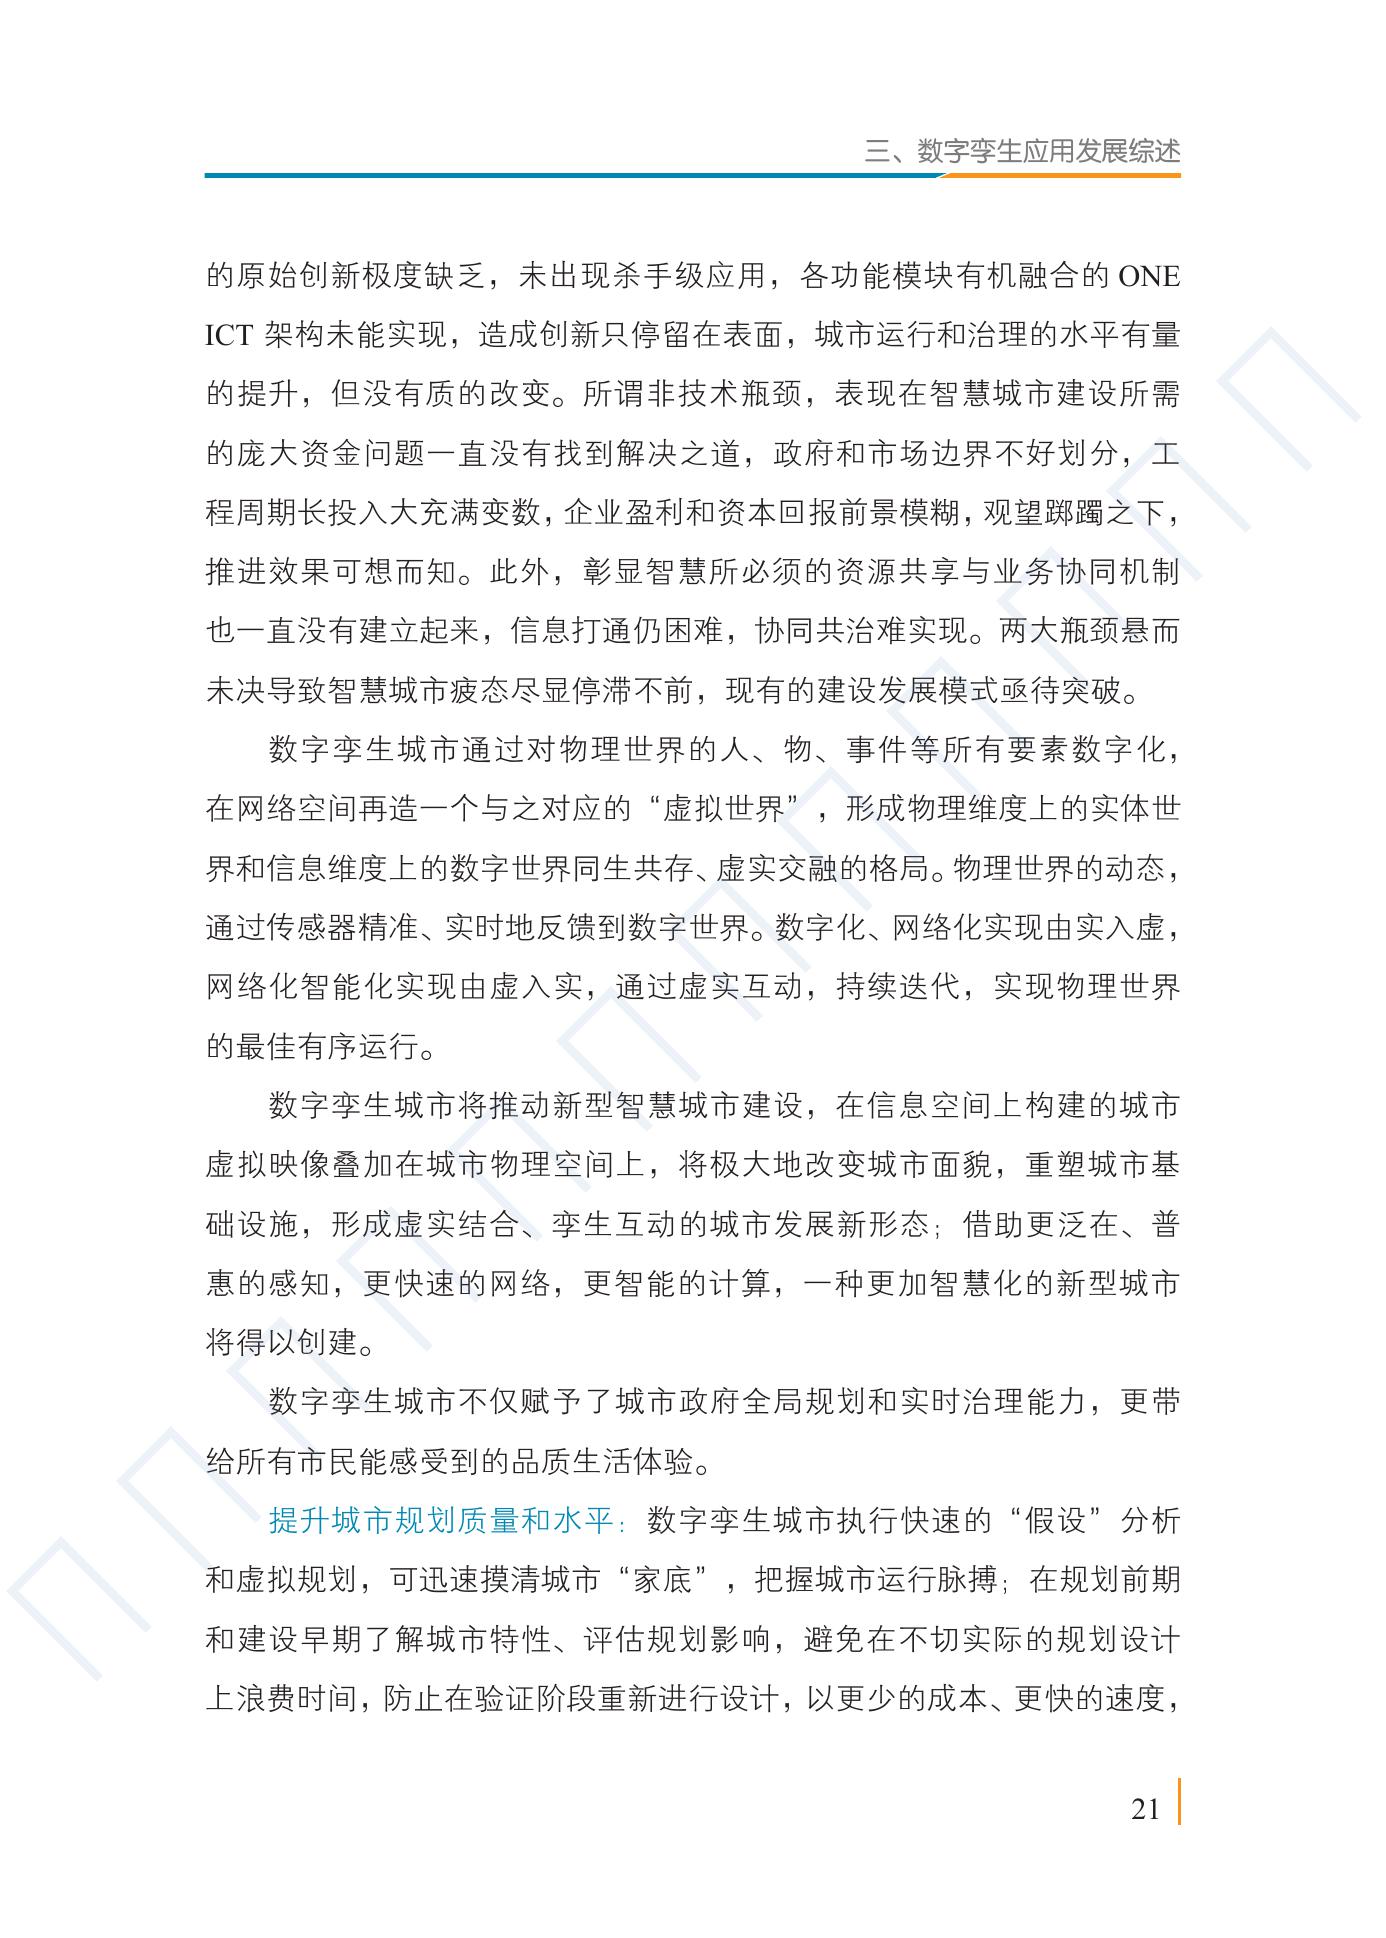 三、数字孪生应用发展综述
的原始创新极度缺乏，未出现杀手级应用，各功能模块有机融合的 ONE
ICT 架构未能实现，造成创新只停留在表面，城市运行和治理的水平有量
的提升，但没有质的改变。所谓非技术瓶颈，表现在智慧城市建设所需
的庞大资金问题一直没有找到解决之道，政府和市场边界不好划分，工
程周期长投入大充满变数，企业盈利和资本回报前景模糊，观望踯躅之下，
推进效果可想而知。此外，彰显智慧所必须的资源共享与业务协同机制
也一直没有建立起来，信息打通仍困难，协同共治难实现。两大瓶颈悬而
未决导致智慧城市疲态尽显停滞不前，现有的建设发展模式亟待突破。
数字孪生城市通过对物理世界的人、物、事件等所有要素数字化，
在网络空间再造一个与之对应的“虚拟世界”，形成物理维度上的实体世
界和信息维度上的数字世界同生共存、虚实交融的格局。物理世界的动态，
通过传感器精准、实时地反馈到数字世界。数字化、网络化实现由实入虚，
网络化智能化实现由虚入实，通过虚实互动，持续迭代，实现物理世界
的最佳有序运行。
数字孪生城市将推动新型智慧城市建设，在信息空间上构建的城市
虚拟映像叠加在城市物理空间上，将极大地改变城市面貌，重塑城市基
础设施，形成虚实结合、孪生互动的城市发展新形态；借助更泛在、普
惠的感知，更快速的网络，更智能的计算，一种更加智慧化的新型城市
将得以创建。
数字孪生城市不仅赋予了城市政府全局规划和实时治理能力，更带
给所有市民能感受到的品质生活体验。
提升城市规划质量和水平：数字孪生城市执行快速的“假设”分析
和虚拟规划，可迅速摸清城市“家底”，把握城市运行脉搏；在规划前期
和建设早期了解城市特性、评估规划影响，避免在不切实际的规划设计
上浪费时间，防止在验证阶段重新进行设计，以更少的成本、更快的速度，
21